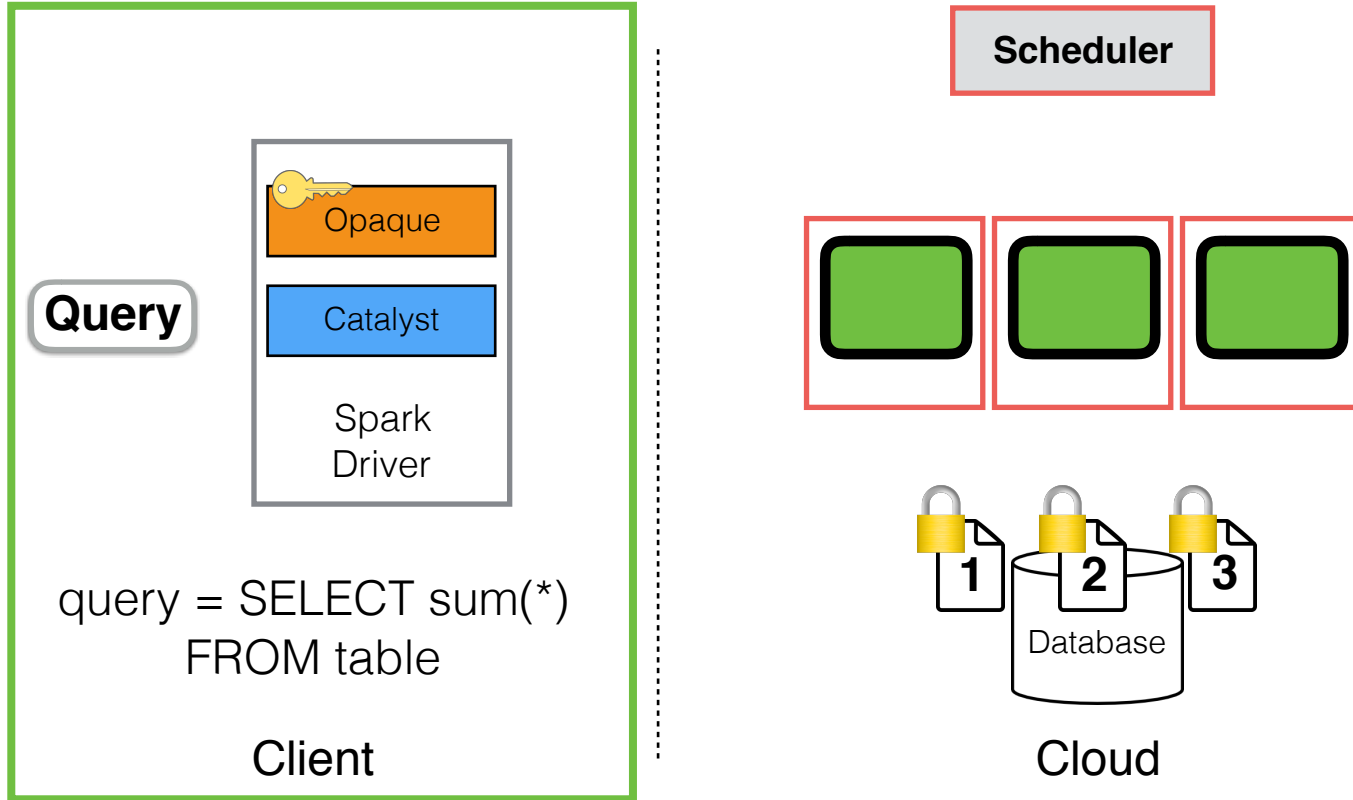 Scheduler
Opaque
Query
Catalyst
Spark
Driver
1
2
3
query = SELECT sum(*)
FROM table
Database
Client
Cloud